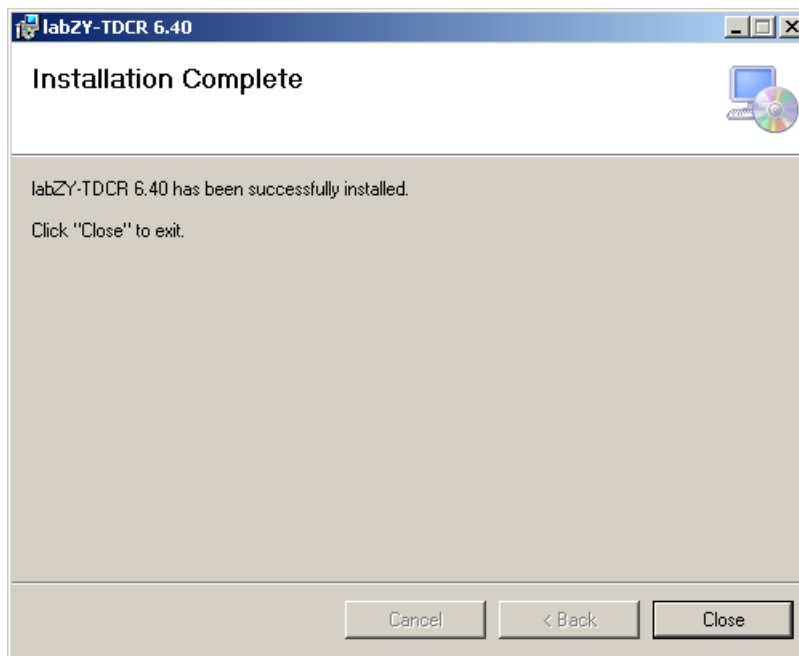 labZY-TDCR 6.40
Installation Complete
labZY-TDCR 6.40 has been successfully installed.
Click "Close" to exit.
Cancel
< Back
Close